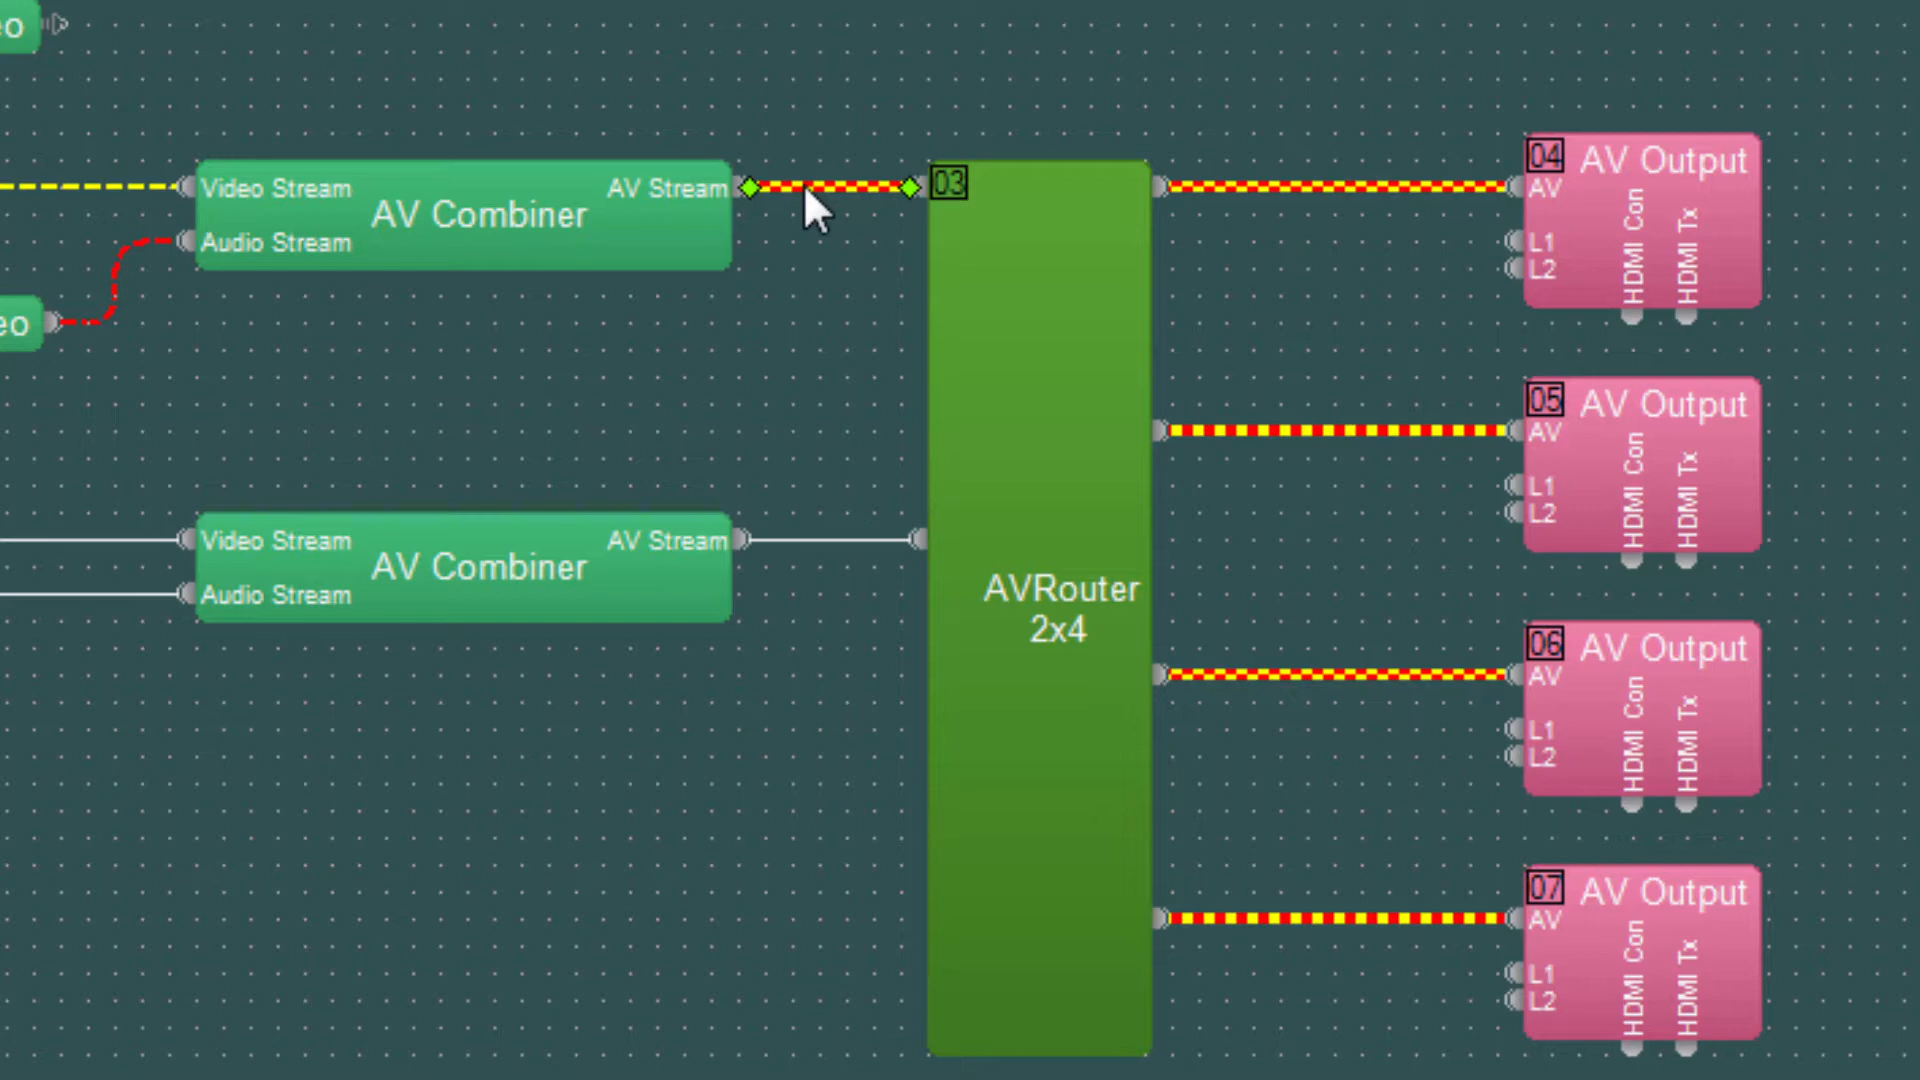 eo
Video Stream
AV Stream
AV Combiner
Audio Stream
eo
Video Stream
AV Stream
AV Combiner
Audio Stream
03
AVRouter
2x4
04
AV Output
AV
L1
L2
HDMI Con
HDMI Tx
05
AV Output
AV
L1
L2
HDMI Con
HDMI Tx
06
AV Output
AV
L1
L2
HDMI Con
HDMI Tx
07
AV Output
AV
L1
L2
HDMI Con
HDMI Tx